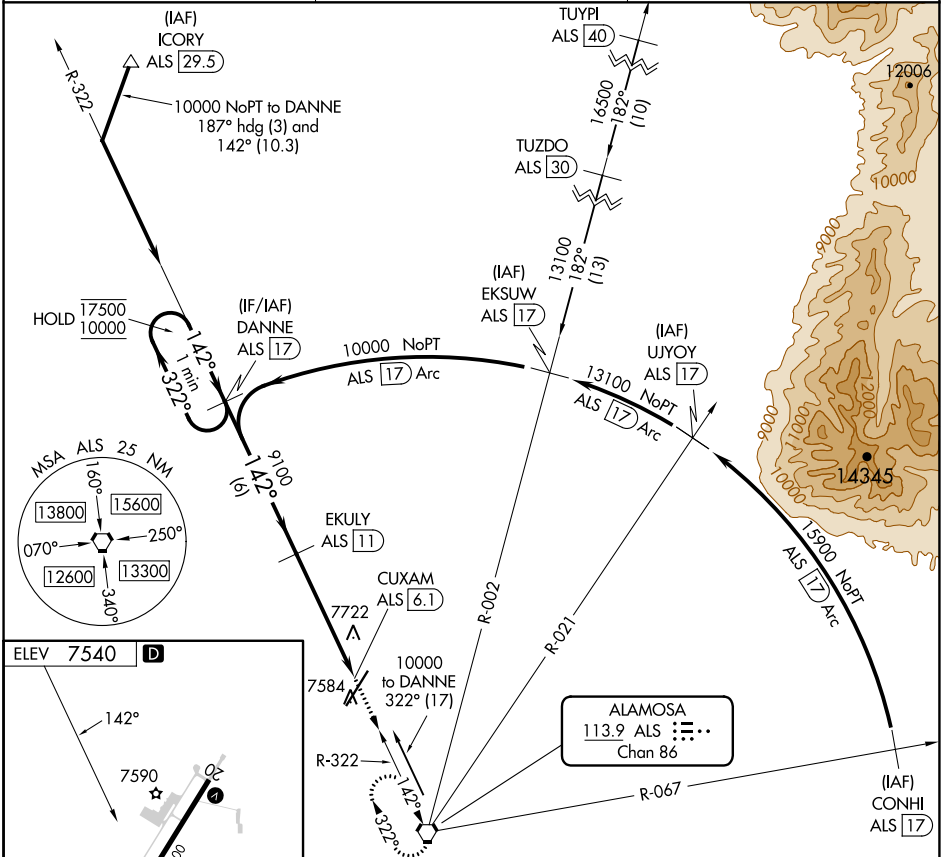 (IAF)
ICORY
ALS 29.5
R-322
10000 NoPT to DANNE
187° hdg (3) and
142° (10.3)
TUYPI
ALS 40
16500
182°
(10)
TUZDO
ALS 30
13100
182°
(13)
12006
10000
9000
HOLD 17500
10000
142°
1 min
322°
(IF/IAF)
DANNE
ALS 17
10000 NoPT
ALS 17 Arc
(IAF)
EKSUW
ALS 17
(IAF)
UJYOY
ALS 17
13100 NoPT
ALS 17 Arc
12000
11000
9000
10000
14345
15900 NoPT
ALS 17 Arc
MSA ALS 25 NM
160°
13800
15600
070°
250°
12600
13300
340°
9100
142°
(6)
EKULY
ALS 11
CUXAM
ALS 6.1
7722
7584
10000
to DANNE
322° (17)
R-322
142°
322°
R-002
R-021
R-067
ALAMOSA
113.9 ALS
Chan 86
(IAF)
CONHI
ALS 17
ELEV 7540 D
142°
7590
20
V